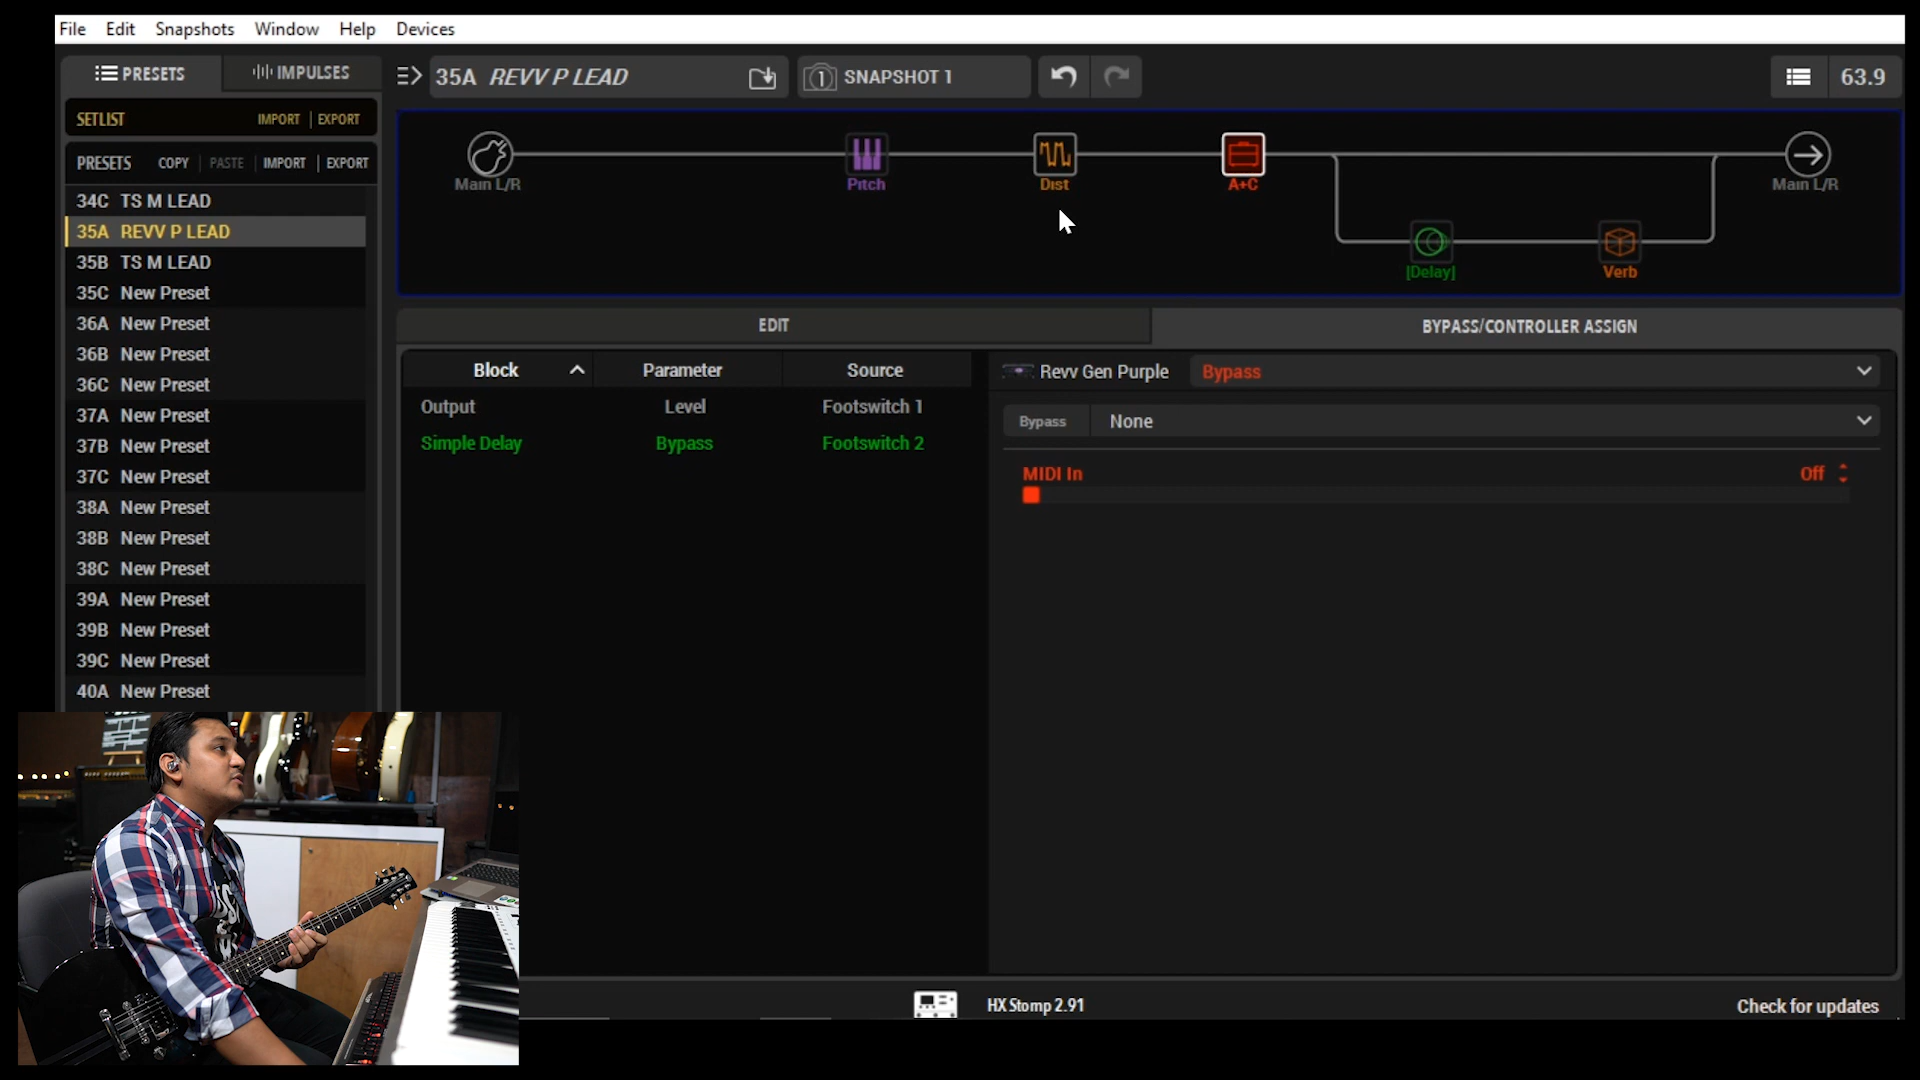 File Edit Snapshots Window Help Devices
PRESETS IMPULSES
35A REVV P LEAD
1 SNAPSHOT 1
63.9
SETLIST IMPORT | EXPORT
PRESETS COPY | PASTE | IMPORT | EXPORT
34C TS M LEAD
35A REVV P LEAD
35B TS M LEAD
35C New Preset
36A New Preset
36B New Preset
36C New Preset
37A New Preset
37B New Preset
37C New Preset
38A New Preset
38B New Preset
38C New Preset
39A New Preset
39B New Preset
39C New Preset
40A New Preset
Main L/R
Pitch
Dist
A+C
Main L/R
[Delay]
Verb
EDIT
BYPASS/CONTROLLER ASSIGN
Block Parameter Source
Output Level Footswitch 1
Simple Delay Bypass Footswitch 2
Revv Gen Purple Bypass
Bypass None
MIDI In Off
HX Stomp 2.91
Check for updates